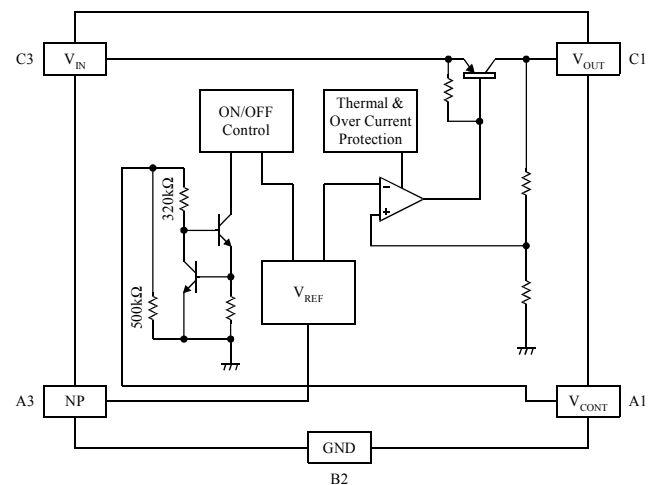 C3
V_IN
V_OUT
C1
ON/OFF
Control
Thermal &
Over Current
Protection
320kΩ
−
+
500kΩ
V_REF
A3
NP
V_CONT
A1
GND
B2